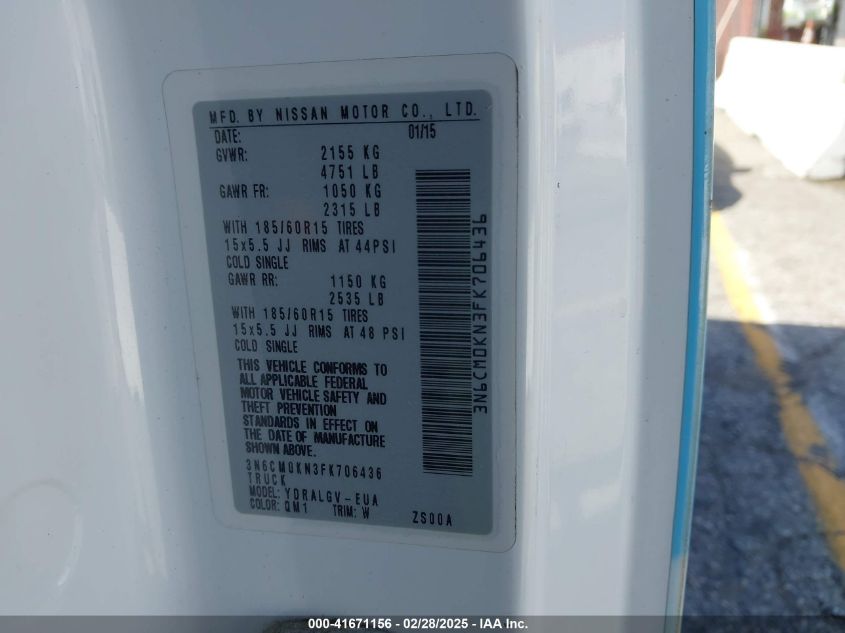 MFD. BY NISSAN MOTOR CO., LTD.
DATE: 01/15
GVWR: 2155 KG
4751 LB
GAWR FR: 1050 KG
2315 LB
WITH 185/60R15 TIRES
15x5.5 JJ RIMS AT 44PSI
COLD SINGLE
GAWR RR: 1150 KG
2535 LB
WITH 185/60R15 TIRES
15x5.5 JJ RIMS AT 48 PSI
COLD SINGLE
THIS VEHICLE CONFORMS TO
ALL APPLICABLE FEDERAL
MOTOR VEHICLE SAFETY AND
THEFT PREVENTION
STANDARDS IN EFFECT ON
THE DATE OF MANUFACTURE
SHOWN ABOVE.
3N6CM0KN3FK706436
TRUCK
MODEL: YDRALGV-EUA
COLOR: QM1 TRIM: W ZS00A
3N6CM0KN3FK706436
000-41671156 - 02/28/2025 - IAA Inc.